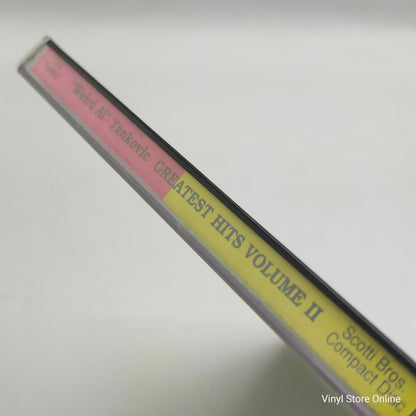 "Weird Al" Yankovic GREATEST HITS VOLUME II
Scotti Bros.
Compact Disc
Vinyl Store Online